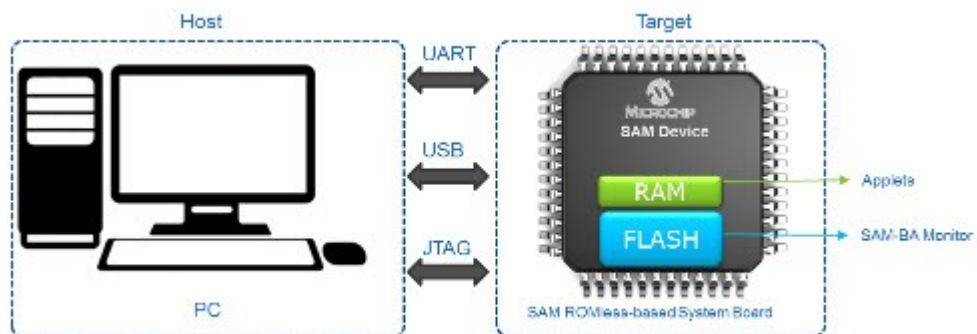 Host
Target
UART
USB
JTAG
MICROCHIP
SAM Device
RAM
FLASH
Applets
SAM-BA Monitor
PC
SAM ROMless-based System Board